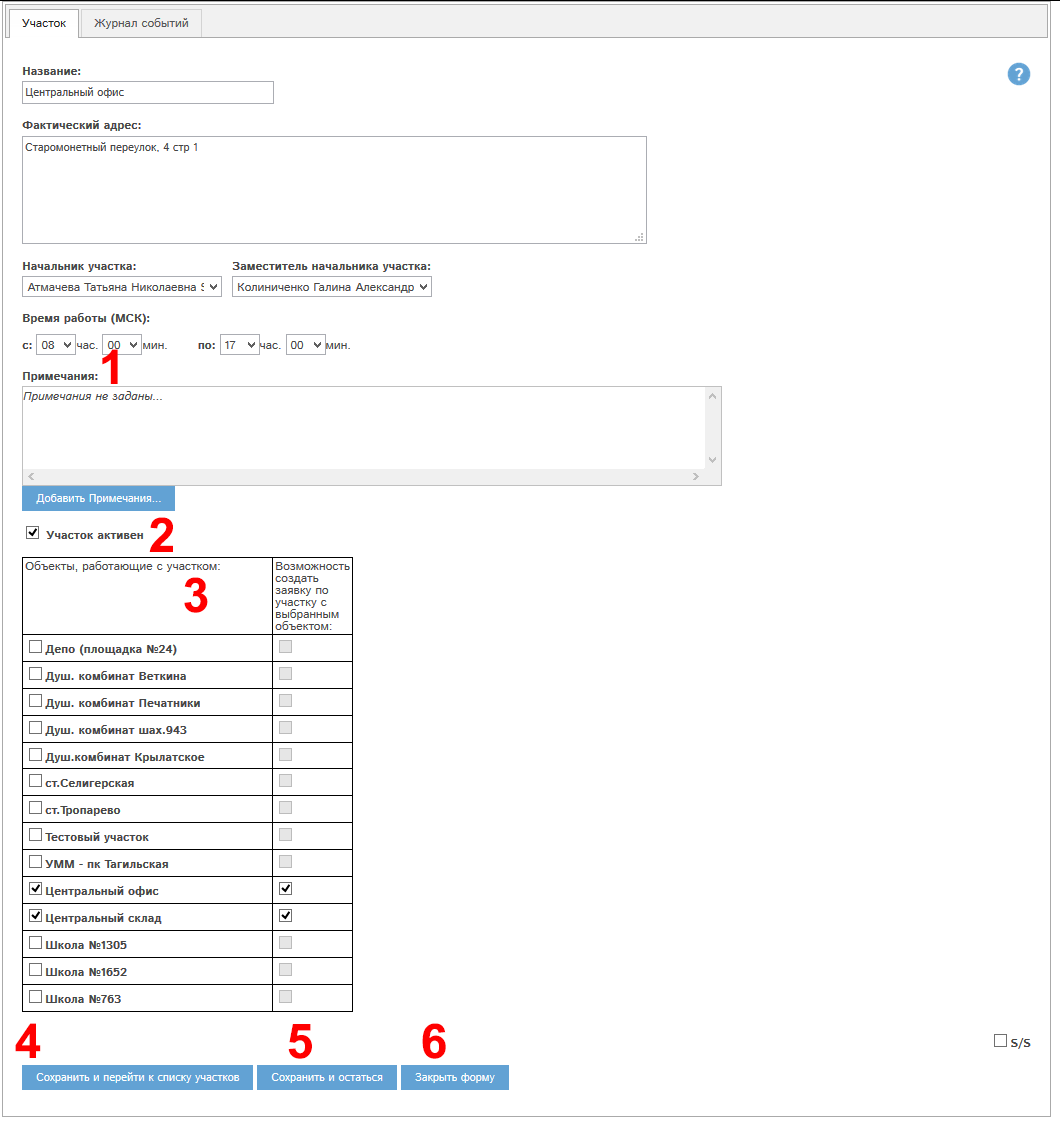 Участок Журнал событий
Название:
?
Центральный офис
Фактический адрес:
Старомонетный переулок, 4 стр 1
Начальник участка: Заместитель начальника участка:
Атмачева Татьяна Николаевна Колиниченко Галина Александр
Время работы (МСК):
с: 08 час. 00 мин. по: 17 час. 00 мин.
1
Примечания:
Примечания не заданы...
Добавить Примечания...
Участок активен 2
Объекты, работающие с участком: 3
Возможность
создать
заявку по
участку с
выбранным
объектом:
Депо (площадка №24)
Душ. комбинат Веткина
Душ. комбинат Печатники
Душ. комбинат шах.943
Душ.комбинат Крылатское
ст.Селигерская
ст.Тропарево
Тестовый участок
УММ - пк Тагильская
Центральный офис
Центральный склад
Школа №1305
Школа №1652
Школа №763
4 5 6
S/S
Сохранить и перейти к списку участков Сохранить и остаться Закрыть форму